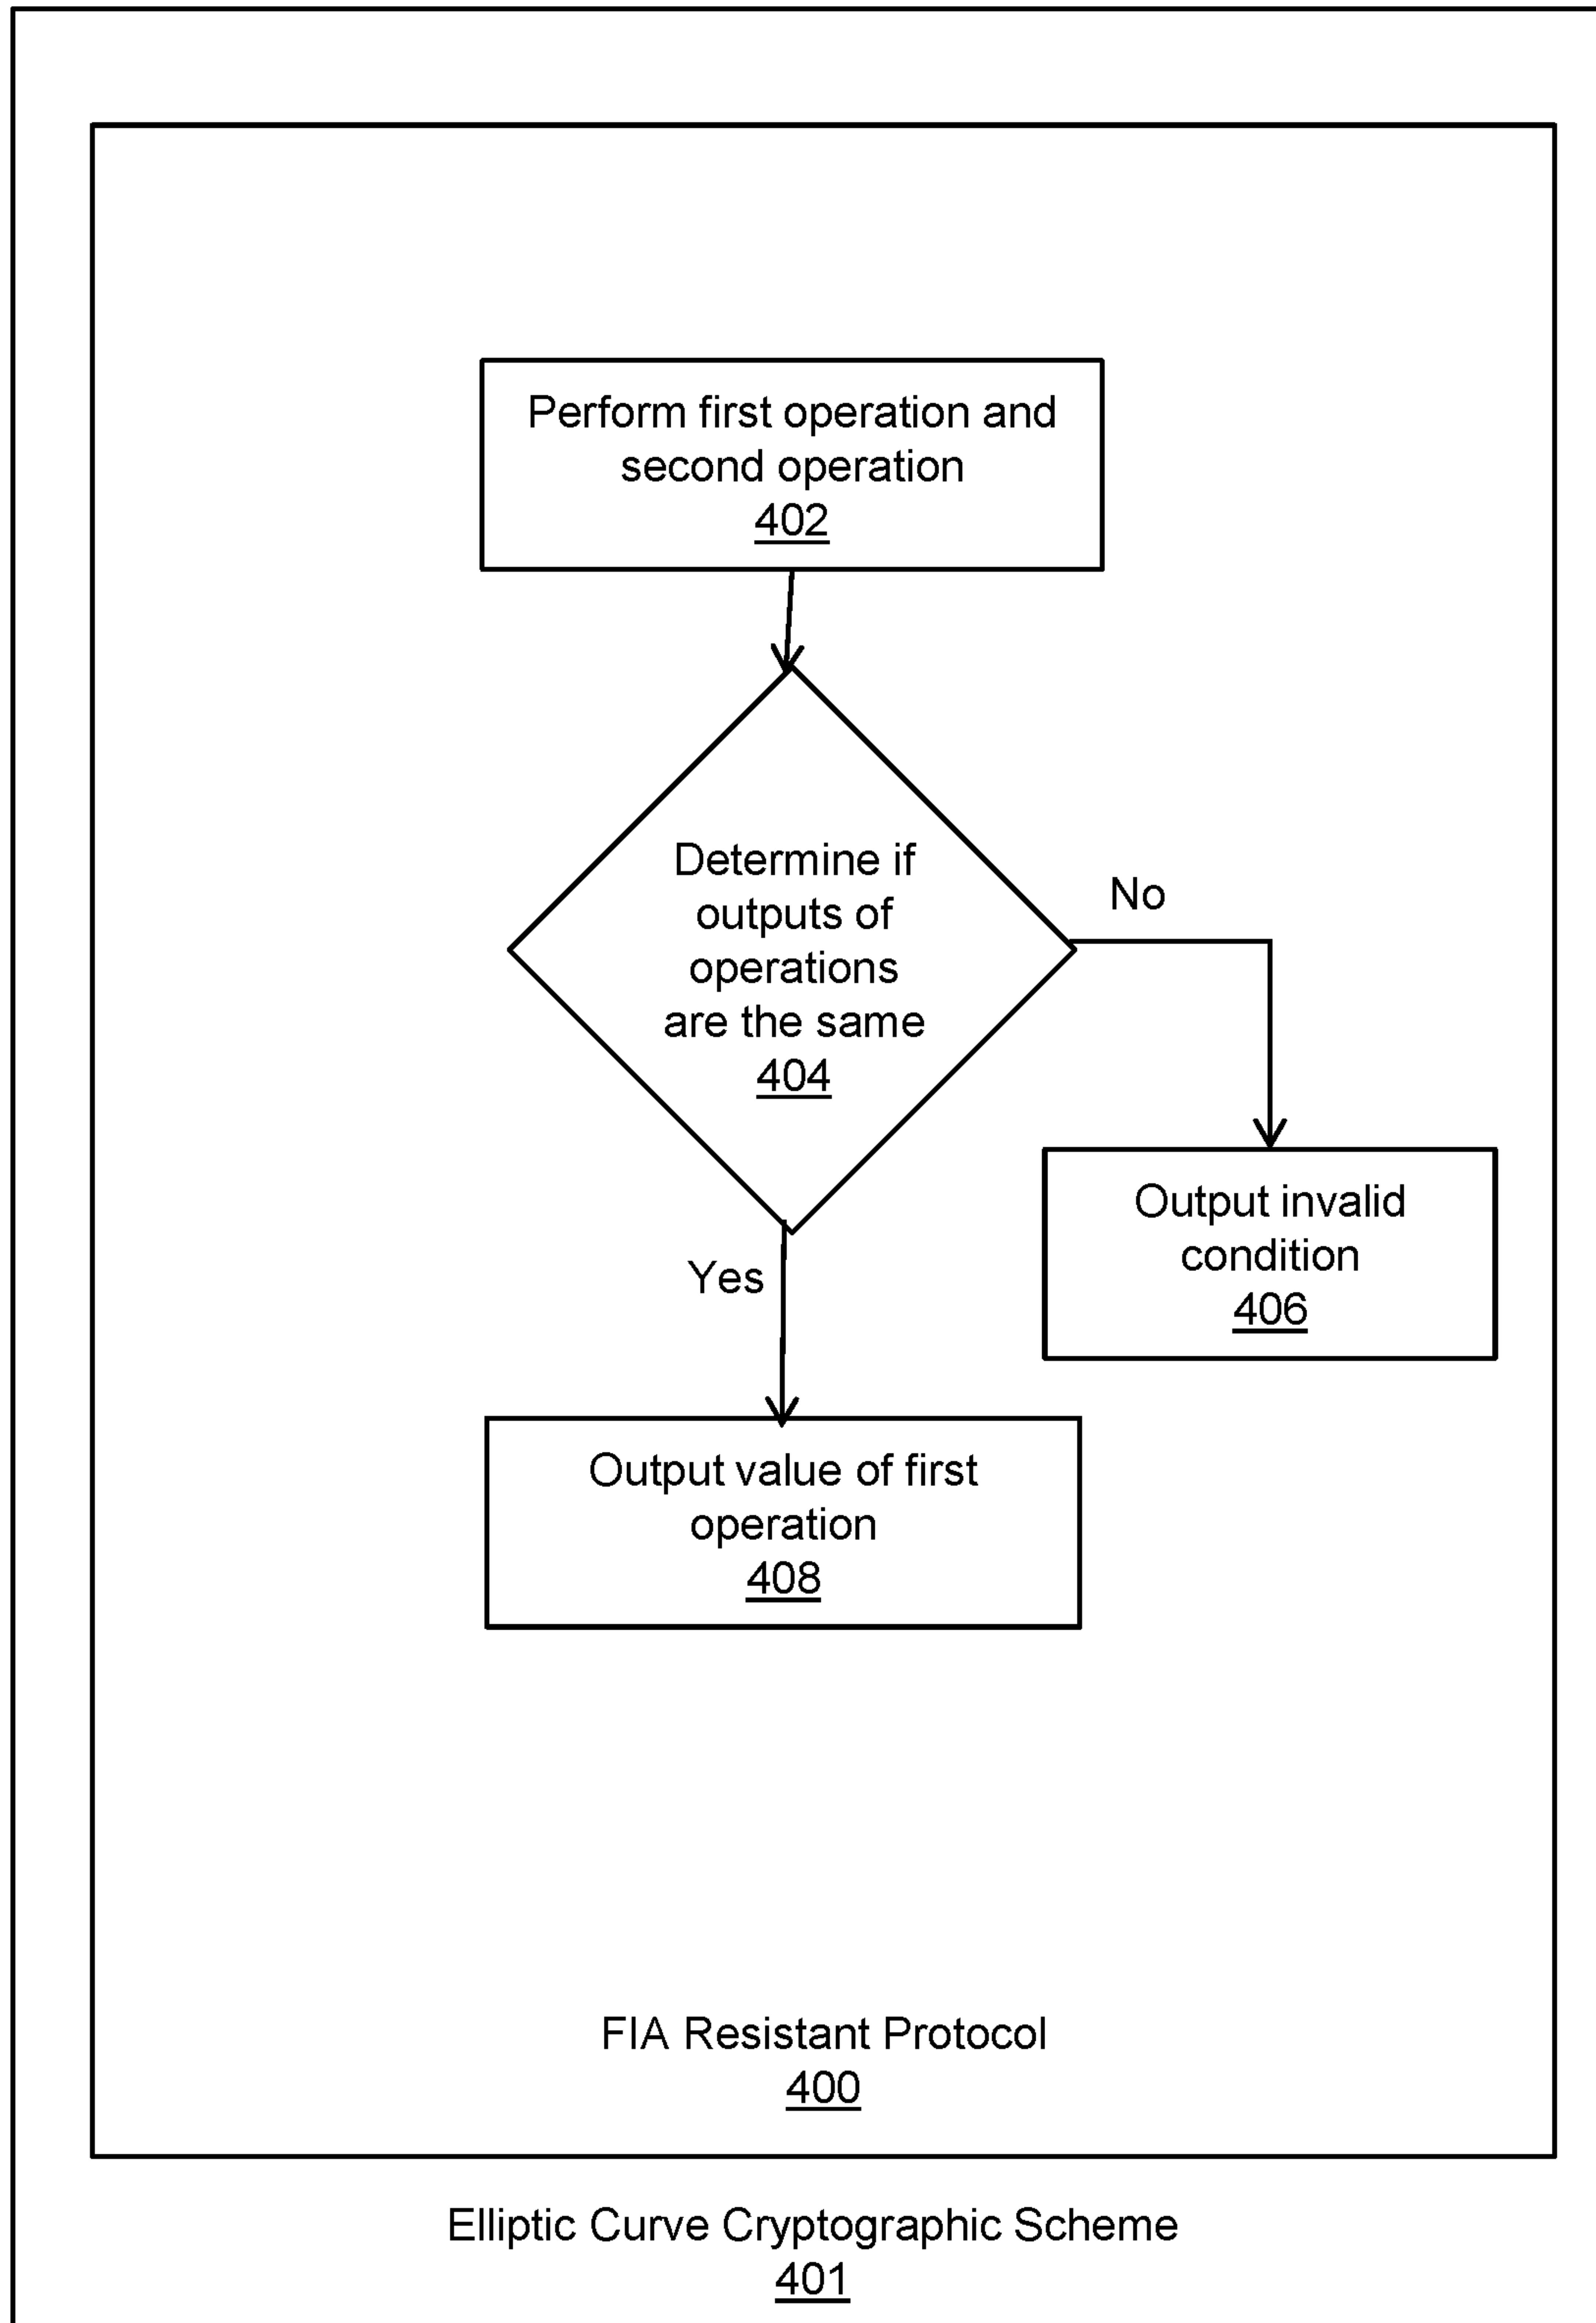 Perform first operation and
second operation
402
Determine if
outputs of
operations
are the same
404
No
Output invalid
condition
406
Yes
Output value of first
operation
408
FIA Resistant Protocol
400
Elliptic Curve Cryptographic Scheme
401